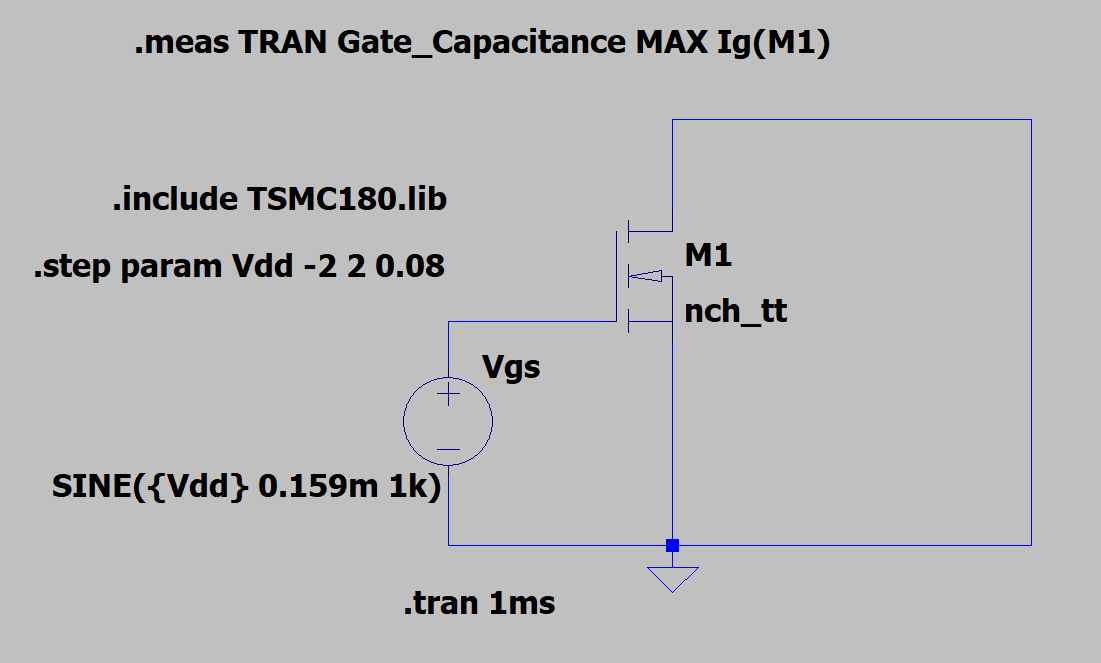 .meas TRAN Gate_Capacitance MAX Ig(M1)
.include TSMC180.lib
.step param Vdd -2 2 0.08
M1
nch_tt
Vgs
SINE({Vdd} 0.159m 1k)
.tran 1ms